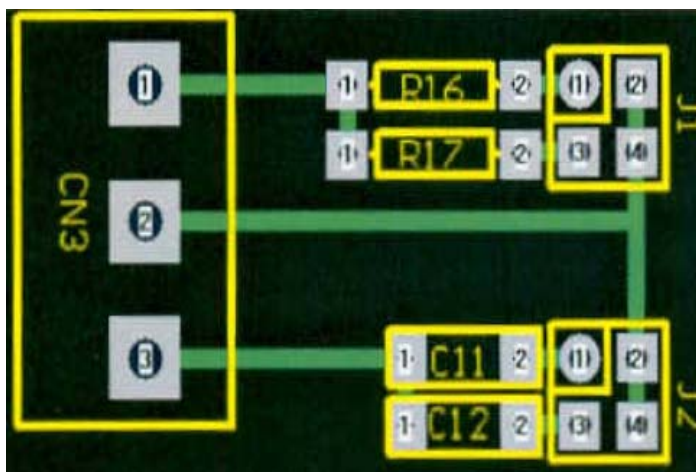 1 1 R16 2 (1) (2)
J1
1 R17 2 (3) (4)
CN3
2
3 1 C11 2 (1) (2)
J2
1 C12 2 (3) (4)